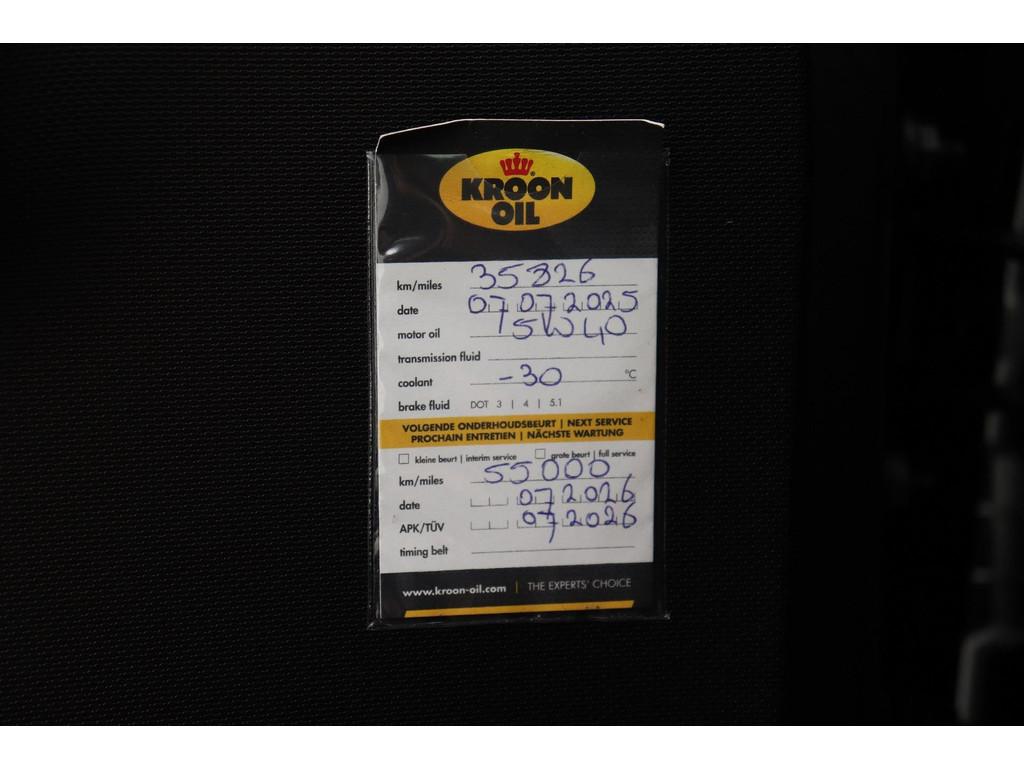 KROON
OIL
km/miles 35326
date 07 07 2025
motor oil 5W40
transmission fluid
coolant -30 °C
brake fluid DOT 3 | 4 | 5.1
VOLGENDE ONDERHOUDSBEURT | NEXT SERVICE
PROCHAIN ENTRETIEN | NÄCHSTE WARTUNG
kleine beurt | interim service grote beurt | full service
km/miles 55000
date 07 2026
APK/TÜV 07 2026
timing belt
www.kroon-oil.com | THE EXPERTS' CHOICE